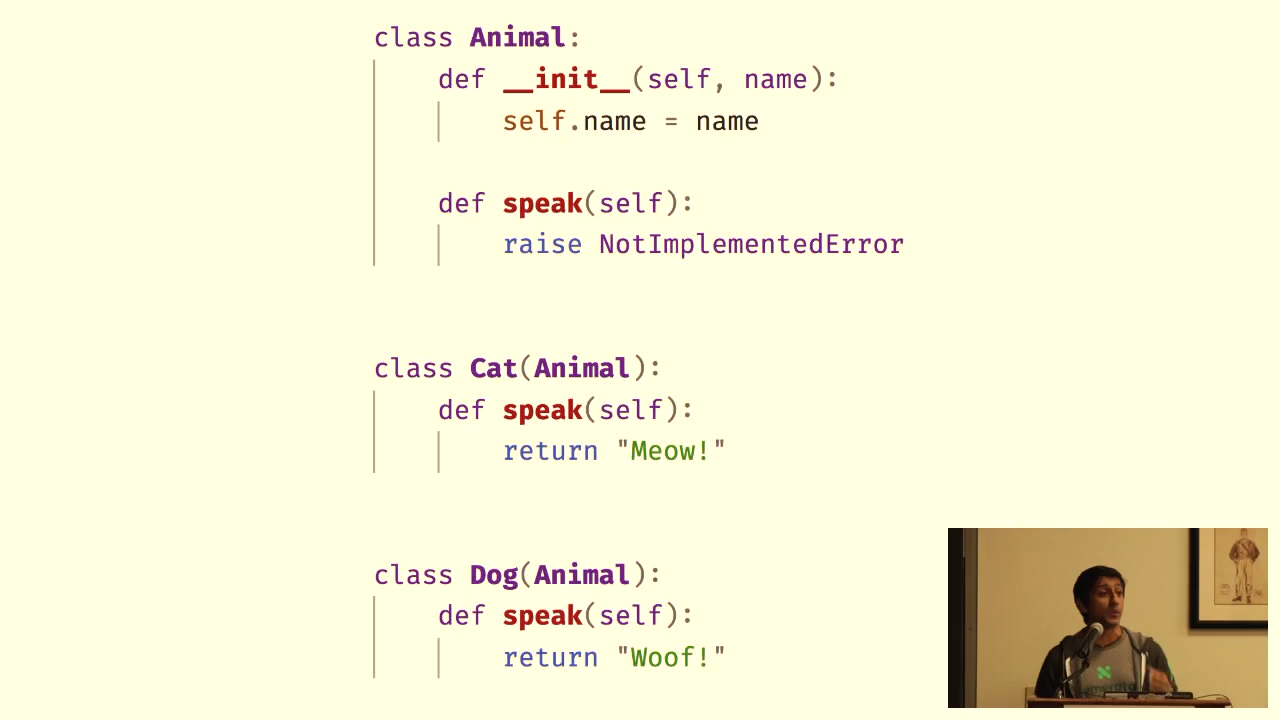 class Animal:
    def __init__(self, name):
        self.name = name

    def speak(self):
        raise NotImplementedError

class Cat(Animal):
    def speak(self):
        return "Meow!"

class Dog(Animal):
    def speak(self):
        return "Woof!"